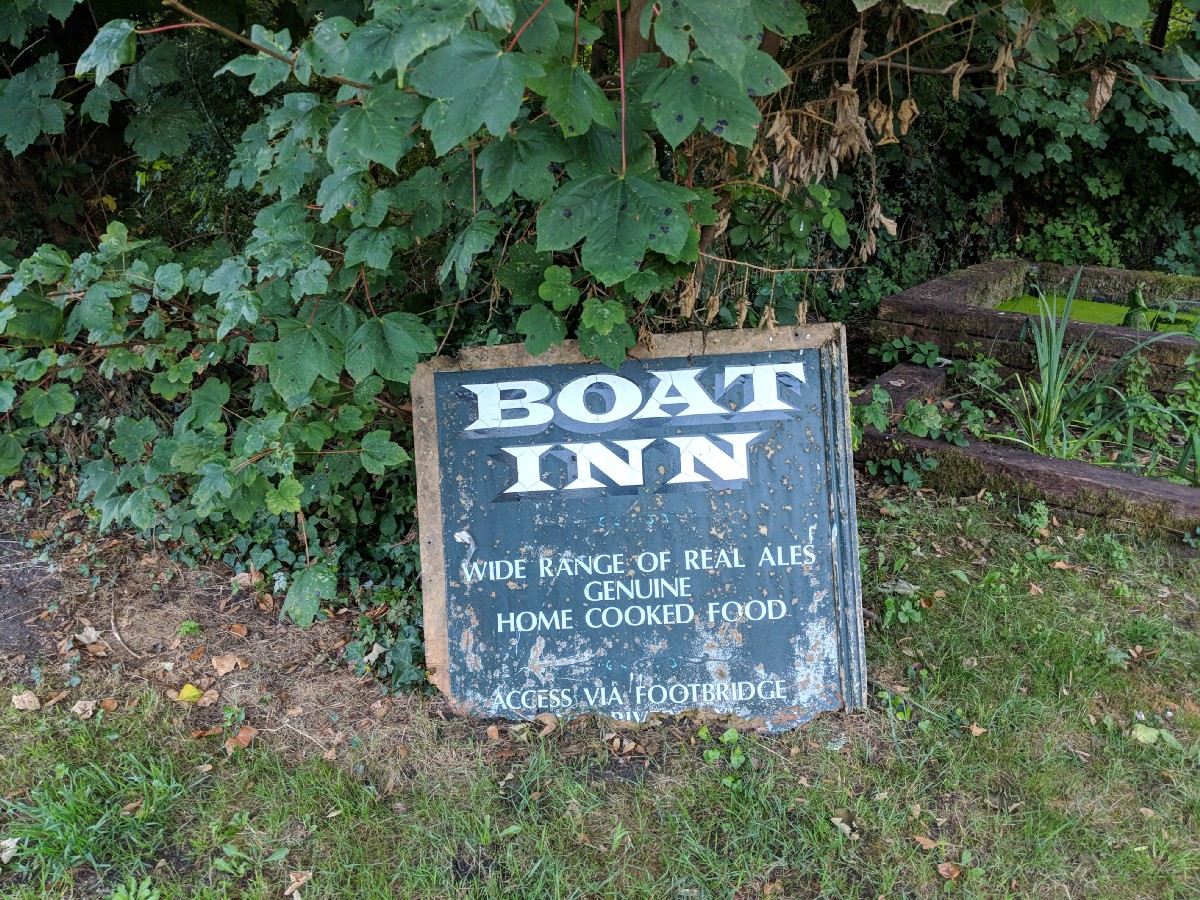 BOAT
INN
WIDE RANGE OF REAL ALES
GENUINE
HOME COOKED FOOD
ACCESS VIA FOOTBRIDGE